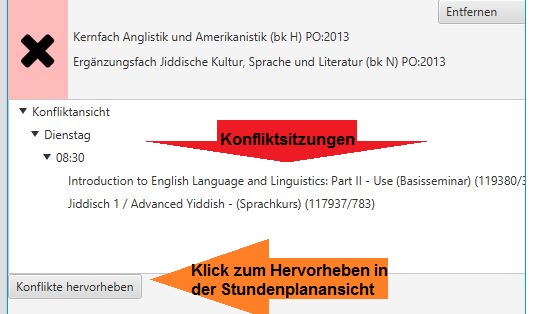 Entfernen
Kernfach Anglistik und Amerikanistik (bk H) PO:2013
Ergänzungsfach Jiddische Kultur, Sprache und Literatur (bk N) PO:2013
Konfliktansicht
Dienstag
Konfliktsitzungen
08:30
Introduction to English Language and Linguistics: Part II - Use (Basisseminar) (119380/
Jiddisch 1 / Advanced Yiddish - (Sprachkurs) (117937/783)
Klick zum Hervorheben in
der Stundenplanansicht
Konflikte hervorheben